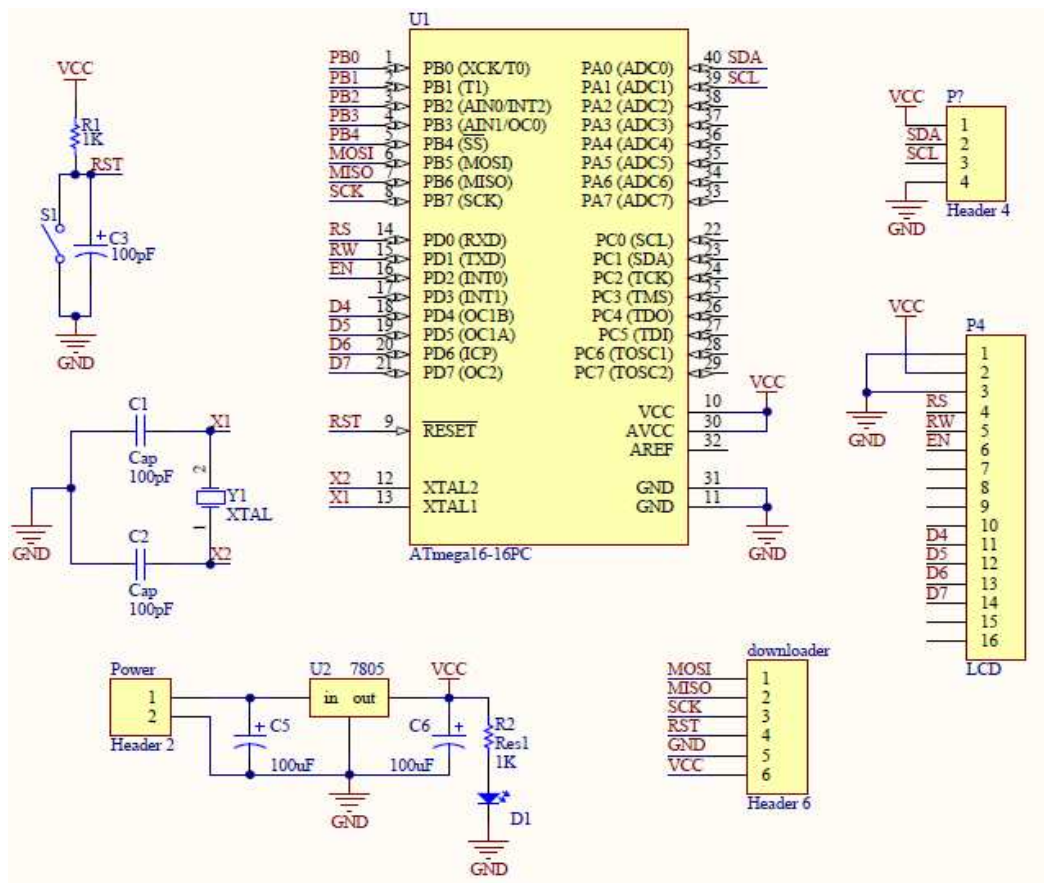 U1
PB0 1 PB0 (XCK/T0) PA0 (ADC0) 40 SDA
PB1 2 PB1 (T1) PA1 (ADC1) 39 SCL
PB2 3 PB2 (AIN0/INT2) PA2 (ADC2) 38
PB3 4 PB3 (AIN1/OC0) PA3 (ADC3) 37
PB4 5 PB4 (SS) PA4 (ADC4) 36
MOSI 6 PB5 (MOSI) PA5 (ADC5) 35
MISO 7 PB6 (MISO) PA6 (ADC6) 34
SCK 8 PB7 (SCK) PA7 (ADC7) 33
RS 14 PD0 (RXD) PC0 (SCL) 22
RW 15 PD1 (TXD) PC1 (SDA) 23
EN 16 PD2 (INT0) PC2 (TCK) 24
17 PD3 (INT1) PC3 (TMS) 25
D4 18 PD4 (OC1B) PC4 (TDO) 26
D5 19 PD5 (OC1A) PC5 (TDI) 27
D6 20 PD6 (ICP) PC6 (TOSC1) 28
D7 21 PD7 (OC2) PC7 (TOSC2) 29
VCC
VCC 10
RST 9 RESET AVCC 30
AREF 32
X2 12 XTAL2 GND 31
X1 13 XTAL1 GND 11
GND
ATmega16-16PC
VCC
R1
1K
RST
S1
C3
100pF
GND
C1
Cap
100pF
X1
2
Y1
XTAL
1
X2
GND
C2
Cap
100pF
VCC
P?
1
SDA 2
SCL 3
4
GND
Header 4
VCC
P4
1
2
3
GND
RS 4
RW 5
EN 6
7
8
9
10
D4 11
D5 12
D6 13
D7 14
15
16
LCD
Power
1
2
Header 2
C5
100uF
U2 7805
in out
GND
VCC
C6
100uF
R2
Res1
1K
D1
GND
downloader
MOSI 1
MISO 2
SCK 3
RST 4
GND 5
VCC 6
Header 6